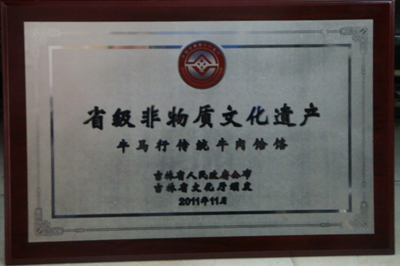 省级非物质文化遗产
牛马行传统牛肉饸饹
吉林省人民政府公布
吉林省文化厅颁发
2011年11月